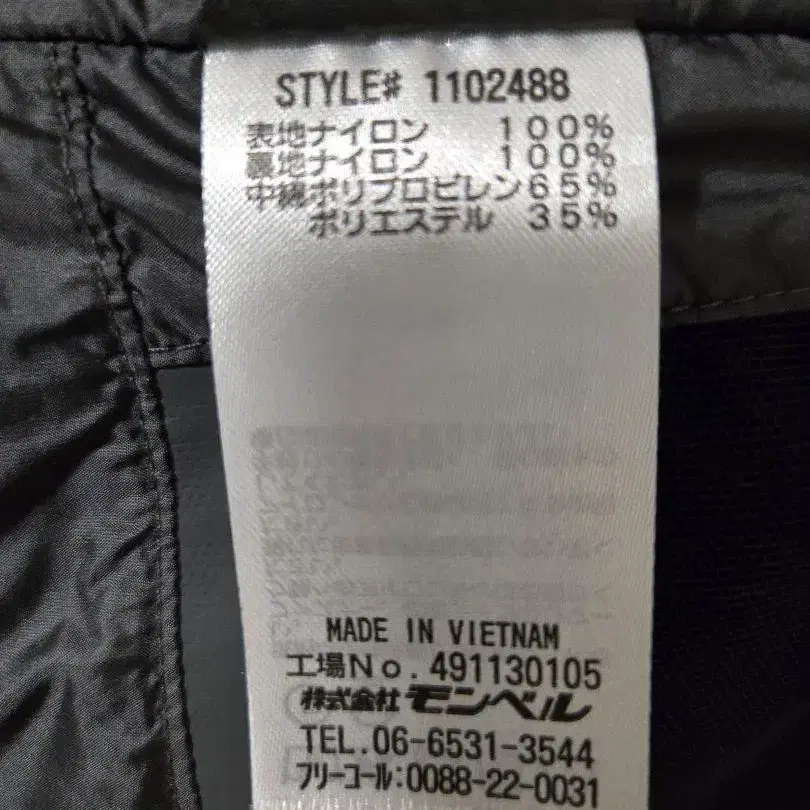 STYLE# 1102488
表地ナイロン 100%
裏地ナイロン 100%
中綿ポリプロピレン65%
ポリエステル 35%
MADE IN VIETNAM
工場No.491130105
株式会社モンベル
TEL.06-6531-3544
フリーコール:0088-22-0031